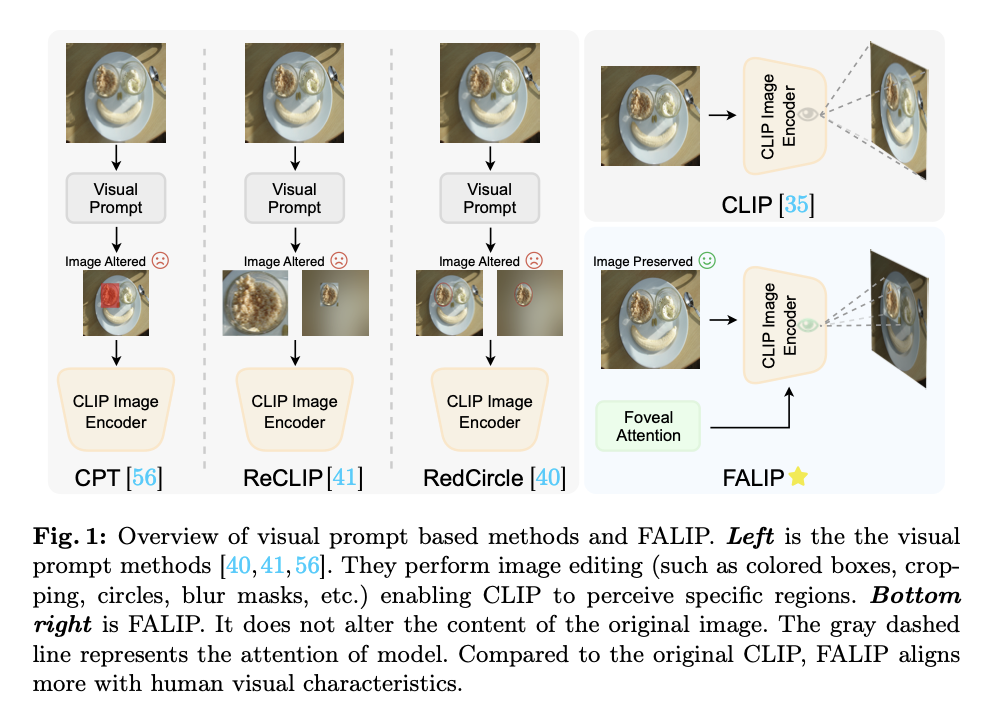 Visual
Prompt
Image Altered
CLIP Image
Encoder
CPT [56]
Visual
Prompt
Image Altered
CLIP Image
Encoder
ReCLIP [41]
Visual
Prompt
Image Altered
CLIP Image
Encoder
RedCircle [40]
CLIP Image
Encoder
CLIP [35]
Image Preserved
CLIP Image
Encoder
Foveal
Attention
FALIP
Fig. 1: Overview of visual prompt based methods and FALIP. Left is the the visual
prompt methods [40,41,56]. They perform image editing (such as colored boxes, crop-
ping, circles, blur masks, etc.) enabling CLIP to perceive specific regions. Bottom
right is FALIP. It does not alter the content of the original image. The gray dashed
line represents the attention of model. Compared to the original CLIP, FALIP aligns
more with human visual characteristics.